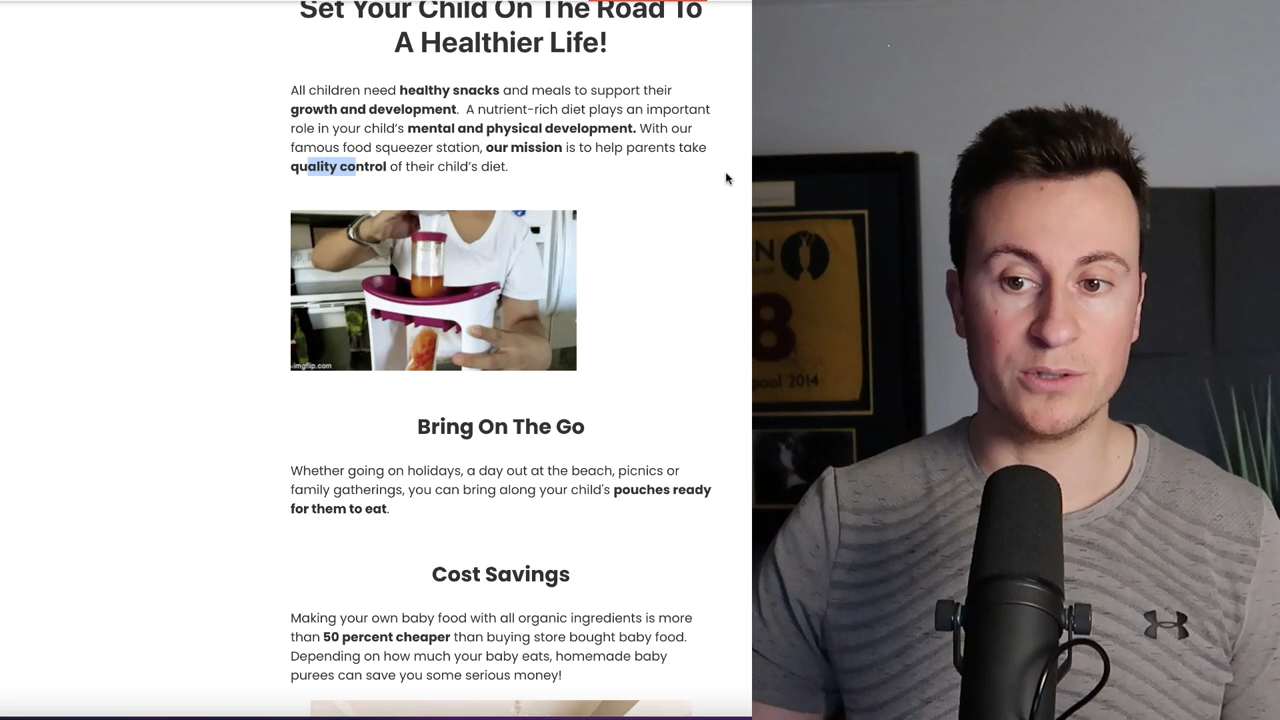 Set Your Child On The Road To
A Healthier Life!
All children need healthy snacks and meals to support their
growth and development.  A nutrient-rich diet plays an important
role in your child’s mental and physical development. With our
famous food squeezer station, our mission is to help parents take
quality control of their child’s diet.
imgflip.com
Bring On The Go
Whether going on holidays, a day out at the beach, picnics or
family gatherings, you can bring along your child's pouches ready
for them to eat.
Cost Savings
Making your own baby food with all organic ingredients is more
than 50 percent cheaper than buying store bought baby food.
Depending on how much your baby eats, homemade baby
purees can save you some serious money!
N
8
pool 2014